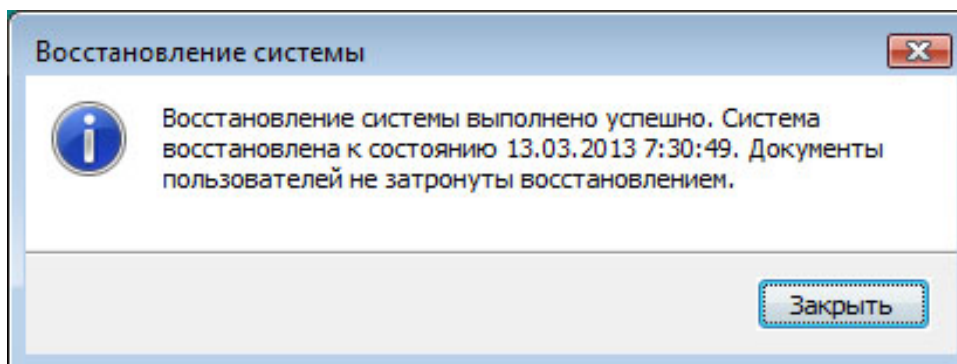 Восстановление системы
Восстановление системы выполнено успешно. Система
восстановлена к состоянию 13.03.2013 7:30:49. Документы
пользователей не затронуты восстановлением.
Закрыть